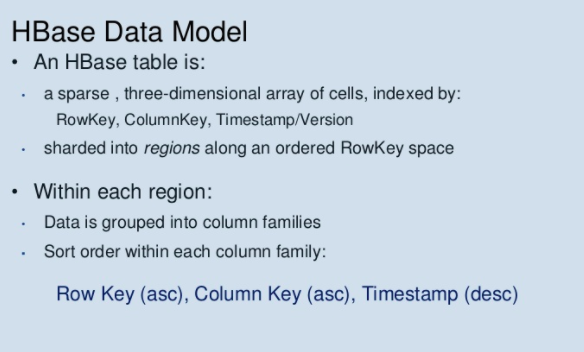 HBase Data Model
• An HBase table is:
· a sparse , three-dimensional array of cells, indexed by:
RowKey, ColumnKey, Timestamp/Version
· sharded into regions along an ordered RowKey space
• Within each region:
· Data is grouped into column families
· Sort order within each column family:
Row Key (asc), Column Key (asc), Timestamp (desc)